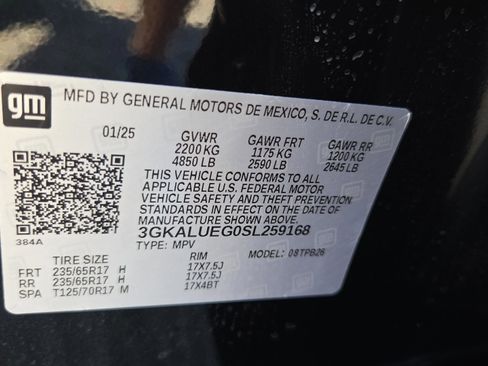 gm
MFD BY GENERAL MOTORS DE MEXICO, S. DE R.L. DE C.V.
01/25 GVWR GAWR FRT GAWR RR
2200 KG 1175 KG 1200 KG
4850 LB 2590 LB 2645 LB
THIS VEHICLE CONFORMS TO ALL
APPLICABLE U.S. FEDERAL MOTOR
VEHICLE SAFETY AND THEFT PREVENTION
STANDARDS IN EFFECT ON THE DATE OF
MANUFACTURE SHOWN ABOVE.
3GKALUEG0SL259168
384A
TYPE: MPV MODEL: 08TPB26
TIRE SIZE RIM
FRT 235/65R17 H 17X7.5J
RR 235/65R17 H 17X7.5J
SPA T125/70R17 M 17X4BT